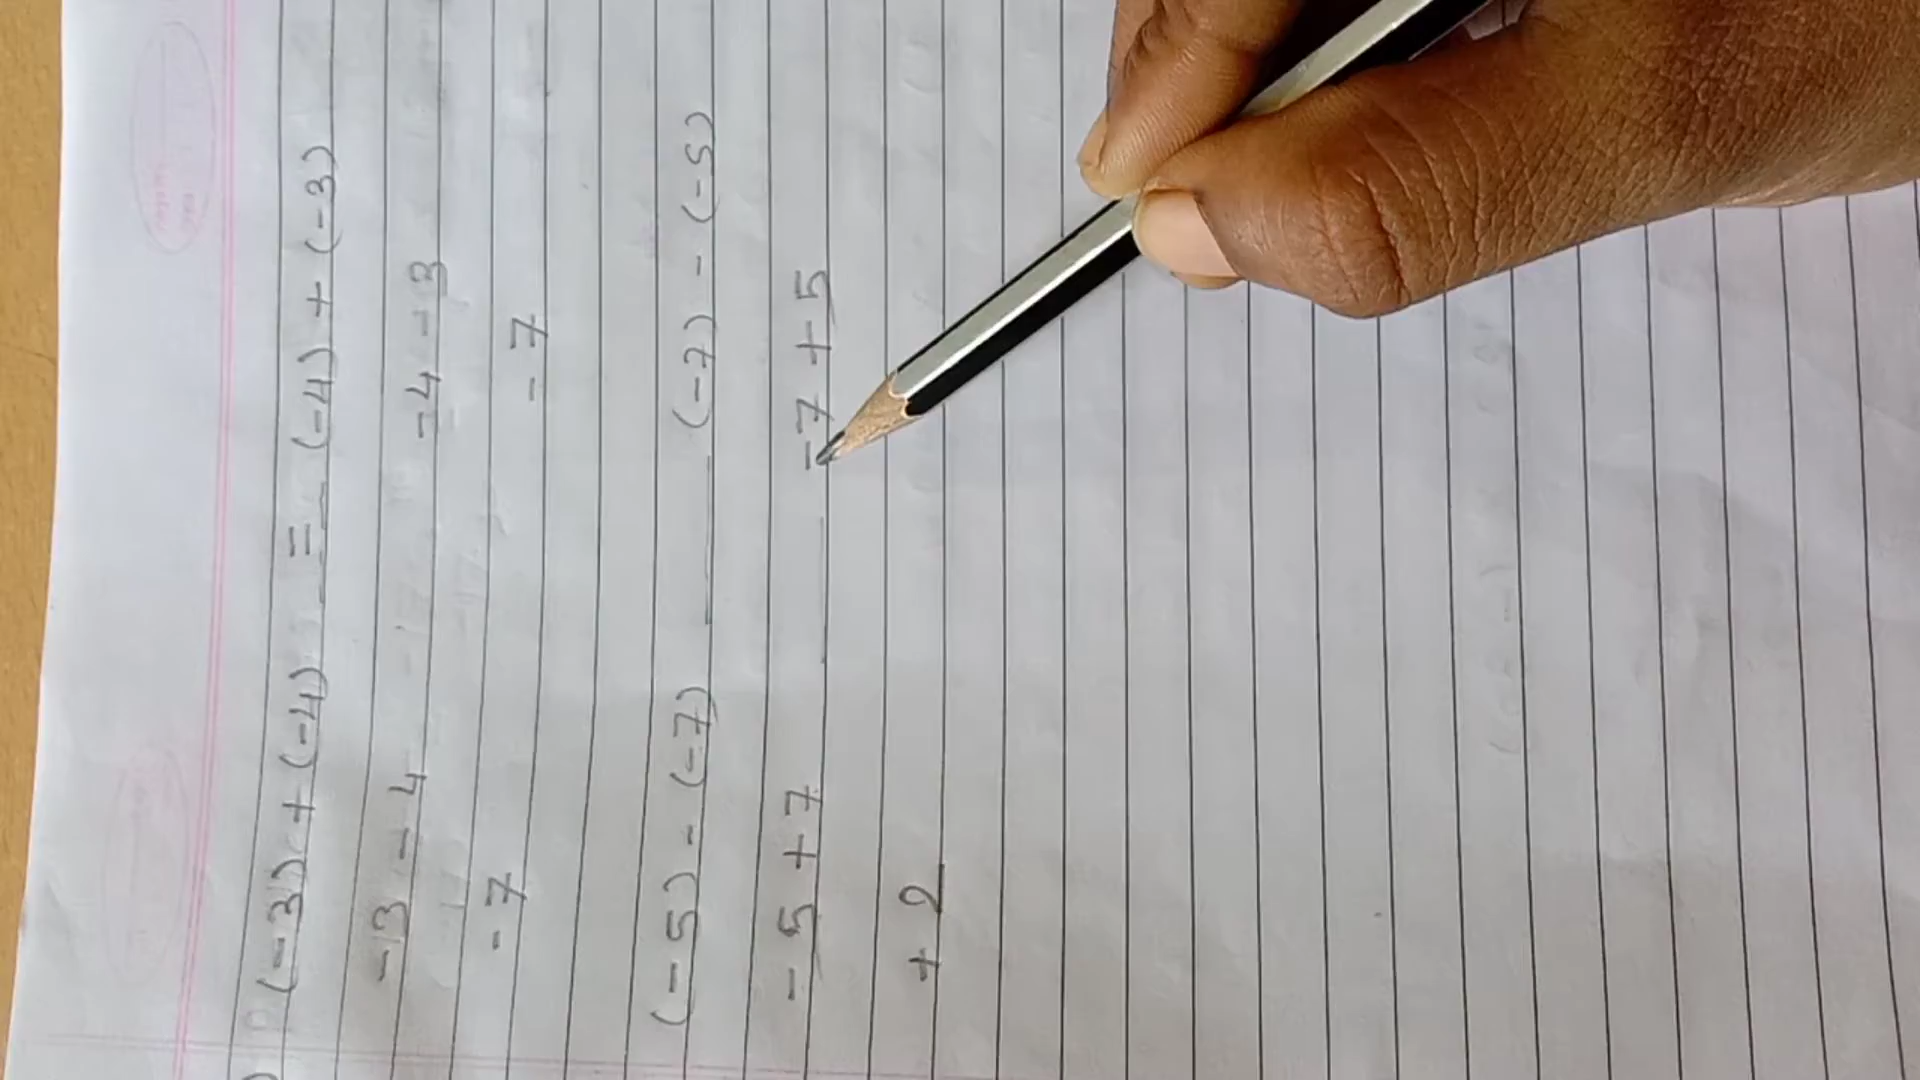 (-3) + (-4) = (-4) + (-3)
-3 - 4 -4 - 3
-7 -7
(-5) - (-7) (-7) - (-5)
-5 + 7 -7 + 5
+2